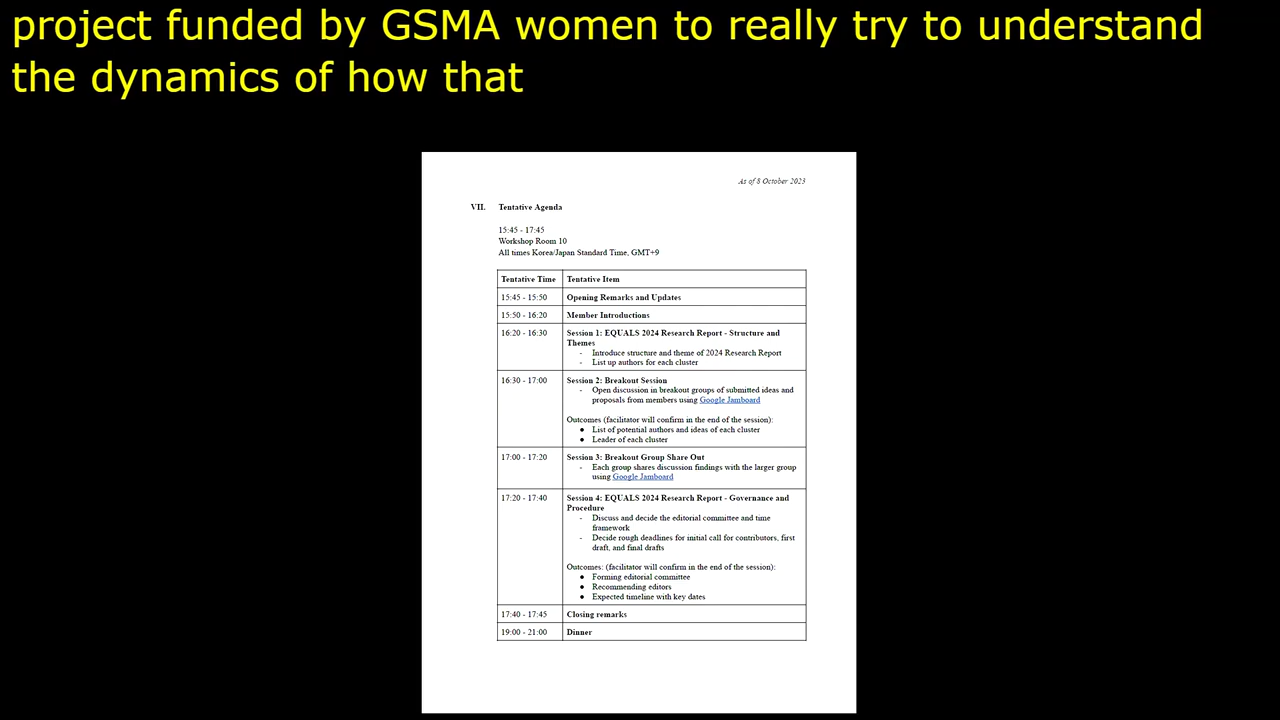 project funded by GSMA women to really try to understand
the dynamics of how that
As of 8 October 2023
VII. Tentative Agenda
15:45 - 17:45
Workshop Room 10
All times Korea/Japan Standard Time, GMT+9
Tentative Time Tentative Item
15:45 - 15:50 Opening Remarks and Updates
15:50 - 16:20 Member Introductions
16:20 - 16:30 Session 1: EQUALS 2024 Research Report - Structure and
Themes
- Introduce structure and theme of 2024 Research Report
- List up authors for each cluster
16:30 - 17:00 Session 2: Breakout Session
- Open discussion in breakout groups of submitted ideas and
proposals from members using Google Jamboard
Outcomes (facilitator will confirm in the end of the session):
● List of potential authors and ideas of each cluster
● Leader of each cluster
17:00 - 17:20 Session 3: Breakout Group Share Out
- Each group shares discussion findings with the larger group
using Google Jamboard
17:20 - 17:40 Session 4: EQUALS 2024 Research Report - Governance and
Procedure
- Discuss and decide the editorial committee and time
framework
- Decide rough deadlines for initial call for contributors, first
draft, and final drafts
Outcomes: (facilitator will confirm in the end of the session):
● Forming editorial committee
● Recommending editors
● Expected timeline with key dates
17:40 - 17:45 Closing remarks
19:00 - 21:00 Dinner